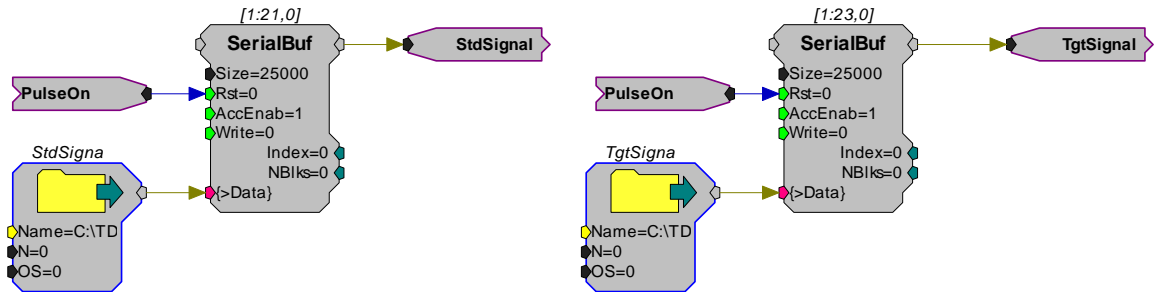 [1:21,0]
SerialBuf
StdSignal
Size=25000
PulseOn
Rst=0
AccEnab=1
Write=0
StdSigna
Index=0
NBlks=0
{>Data}
Name=C:\TD
N=0
OS=0
[1:23,0]
SerialBuf
TgtSignal
Size=25000
PulseOn
Rst=0
AccEnab=1
Write=0
TgtSigna
Index=0
NBlks=0
{>Data}
Name=C:\TD
N=0
OS=0